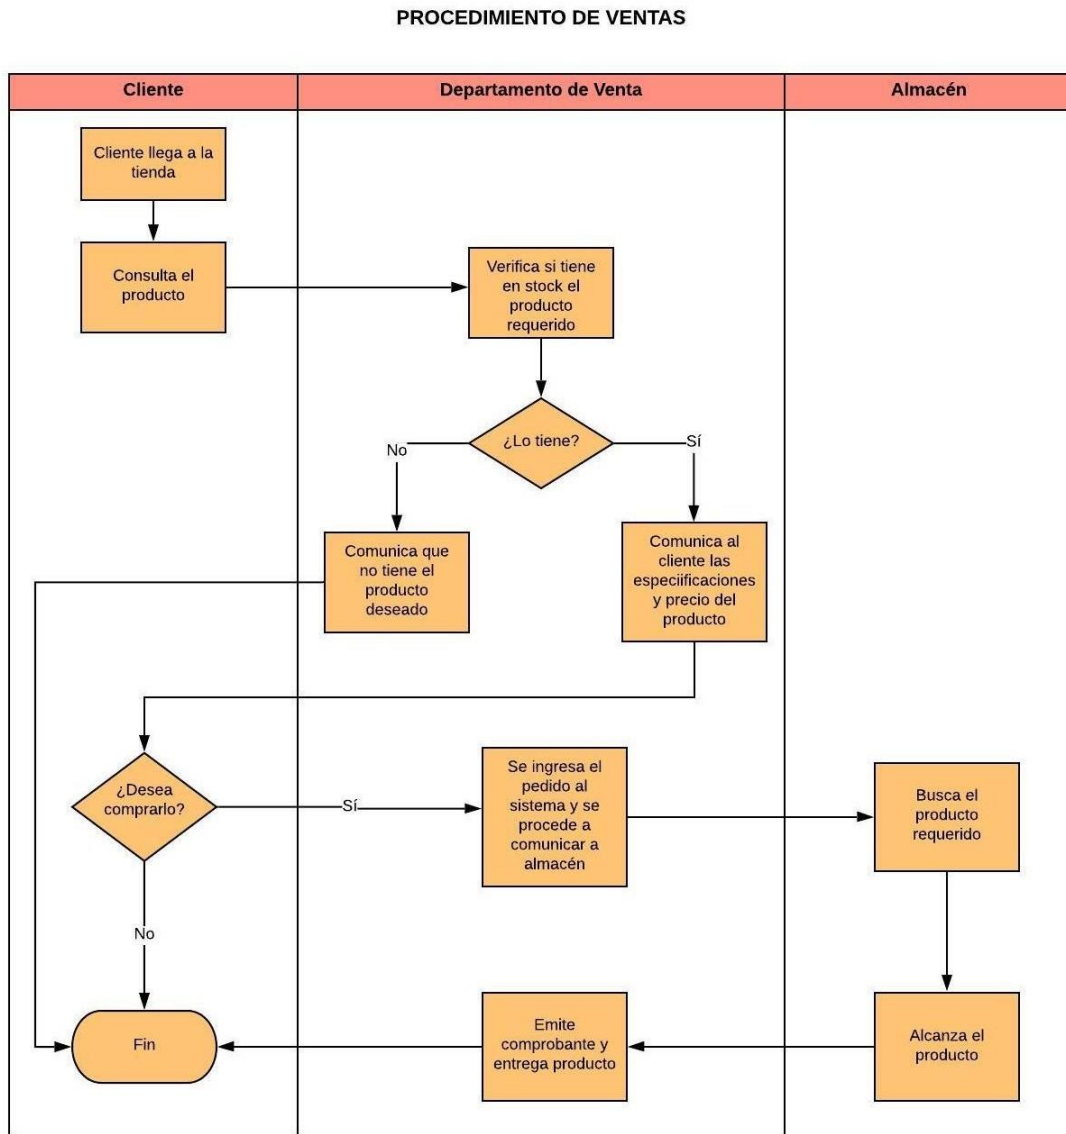 PROCEDIMIENTO DE VENTAS
Cliente
Departamento de Venta
Almacén
Cliente llega a la
tienda
Consulta el
producto
Verifica si tiene
en stock el
producto
requerido
¿Lo tiene?
No
Sí
Comunica que
no tiene el
producto
deseado
Comunica al
cliente las
especiificaciones
y precio del
producto
¿Desea
comprarlo?
Sí
Se ingresa el
pedido al
sistema y se
procede a
comunicar a
almacén
Busca el
producto
requerido
No
Fin
Emite
comprobante y
entrega producto
Alcanza el
producto